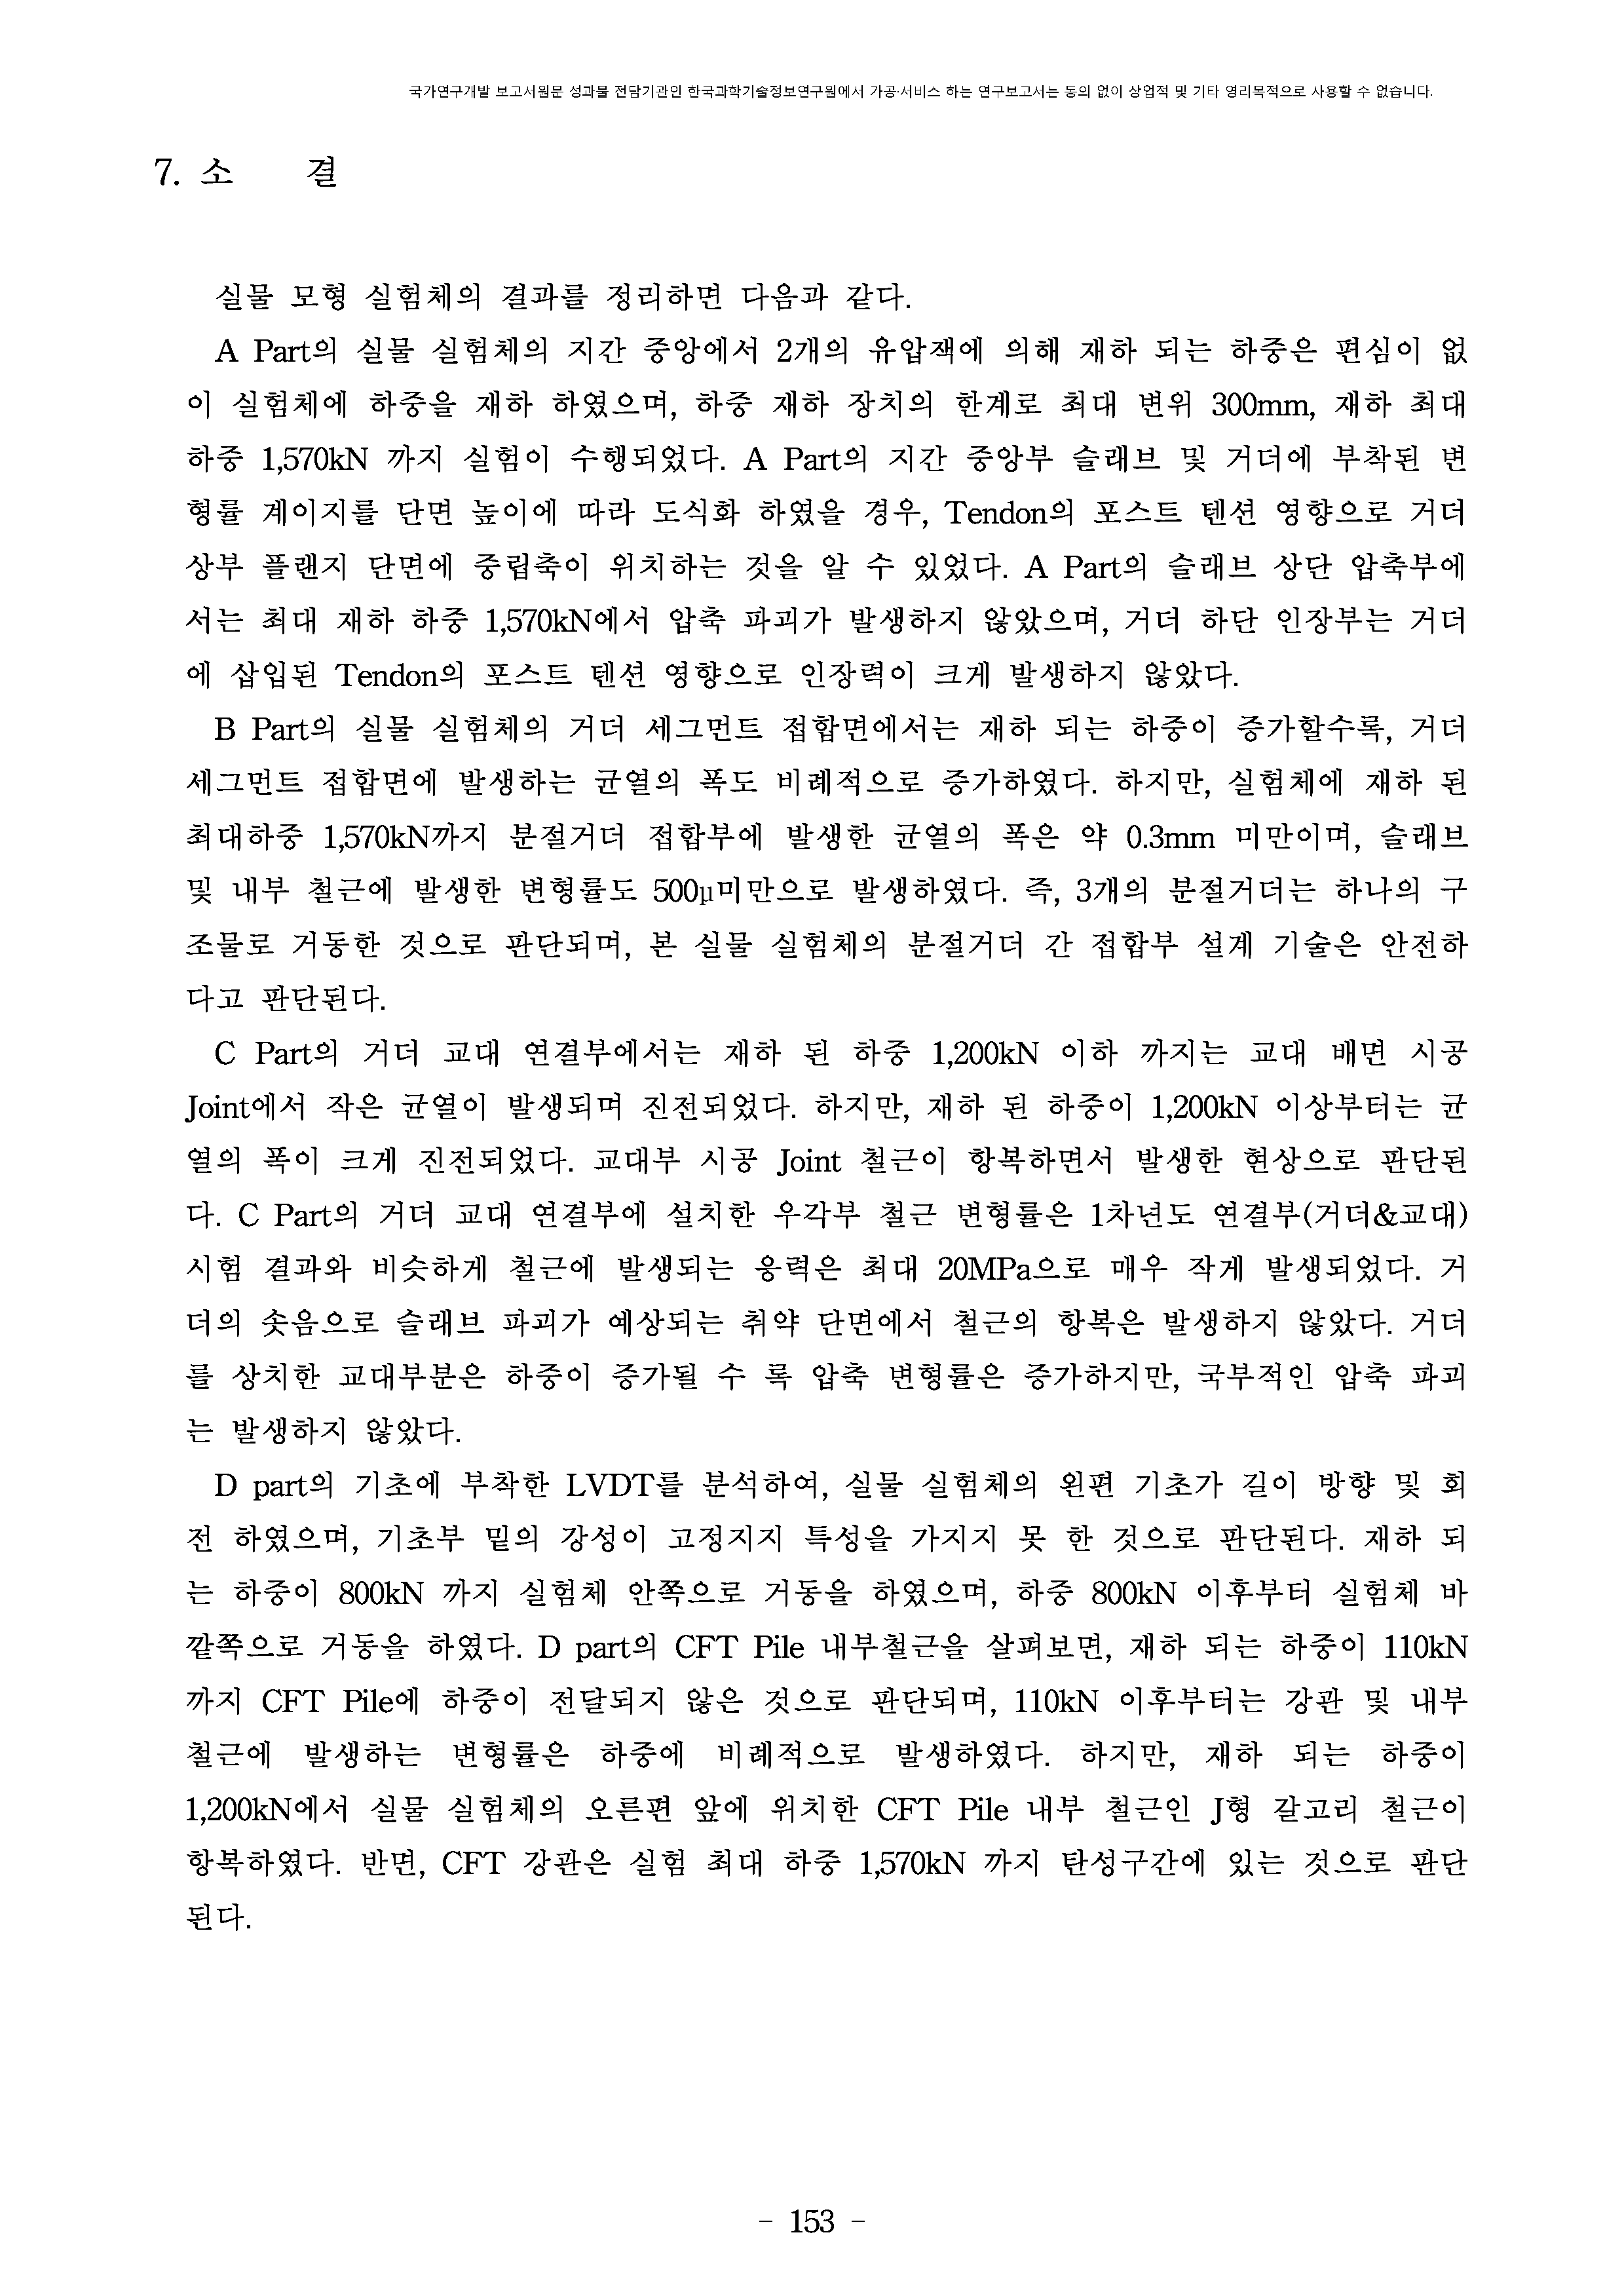 국가연구개발 보고서원문 성과물 전담기관인 한국과학기술정보연구원에서 가공·서비스 하는 연구보고서는 동의 없이 상업적 및 기타 영리목적으로 사용할 수 없습니다.
7. 소 결
실물 모형 실험체의 결과를 정리하면 다음과 같다.
A Part의 실물 실험체의 지간 중앙에서 2개의 유압잭에 의해 재하 되는 하중은 편심이 없
이 실험체에 하중을 재하 하였으며, 하중 재하 장치의 한계로 최대 변위 300mm, 재하 최대
하중 1,570kN 까지 실험이 수행되었다. A Part의 지간 중앙부 슬래브 및 거더에 부착된 변
형률 게이지를 단면 높이에 따라 도식화 하였을 경우, Tendon의 포스트 텐션 영향으로 거더
상부 플랜지 단면에 중립축이 위치하는 것을 알 수 있었다. A Part의 슬래브 상단 압축부에
서는 최대 재하 하중 1,570kN에서 압축 파괴가 발생하지 않았으며, 거더 하단 인장부는 거더
에 삽입된 Tendon의 포스트 텐션 영향으로 인장력이 크게 발생하지 않았다.
B Part의 실물 실험체의 거더 세그먼트 접합면에서는 재하 되는 하중이 증가할수록, 거더
세그먼트 접합면에 발생하는 균열의 폭도 비례적으로 증가하였다. 하지만, 실험체에 재하 된
최대하중 1,570kN까지 분절거더 접합부에 발생한 균열의 폭은 약 0.3mm 미만이며, 슬래브
및 내부 철근에 발생한 변형률도 500μ미만으로 발생하였다. 즉, 3개의 분절거더는 하나의 구
조물로 거동한 것으로 판단되며, 본 실물 실험체의 분절거더 간 접합부 설계 기술은 안전하
다고 판단된다.
C Part의 거더 교대 연결부에서는 재하 된 하중 1,200kN 이하 까지는 교대 배면 시공
Joint에서 작은 균열이 발생되며 진전되었다. 하지만, 재하 된 하중이 1,200kN 이상부터는 균
열의 폭이 크게 진전되었다. 교대부 시공 Joint 철근이 항복하면서 발생한 현상으로 판단된
다. C Part의 거더 교대 연결부에 설치한 우각부 철근 변형률은 1차년도 연결부(거더&교대)
시험 결과와 비슷하게 철근에 발생되는 응력은 최대 20MPa으로 매우 작게 발생되었다. 거
더의 솟음으로 슬래브 파괴가 예상되는 취약 단면에서 철근의 항복은 발생하지 않았다. 거더
를 상치한 교대부분은 하중이 증가될 수 록 압축 변형률은 증가하지만, 국부적인 압축 파괴
는 발생하지 않았다.
D part의 기초에 부착한 LVDT를 분석하여, 실물 실험체의 왼편 기초가 길이 방향 및 회
전 하였으며, 기초부 밑의 강성이 고정지지 특성을 가지지 못 한 것으로 판단된다. 재하 되
는 하중이 800kN 까지 실험체 안쪽으로 거동을 하였으며, 하중 800kN 이후부터 실험체 바
깥쪽으로 거동을 하였다. D part의 CFT Pile 내부철근을 살펴보면, 재하 되는 하중이 110kN
까지 CFT Pile에 하중이 전달되지 않은 것으로 판단되며, 110kN 이후부터는 강관 및 내부
철근에 발생하는 변형률은 하중에 비례적으로 발생하였다. 하지만, 재하 되는 하중이
1,200kN에서 실물 실험체의 오른편 앞에 위치한 CFT Pile 내부 철근인 J형 갈고리 철근이
항복하였다. 반면, CFT 강관은 실험 최대 하중 1,570kN 까지 탄성구간에 있는 것으로 판단
된다.
- 153 -